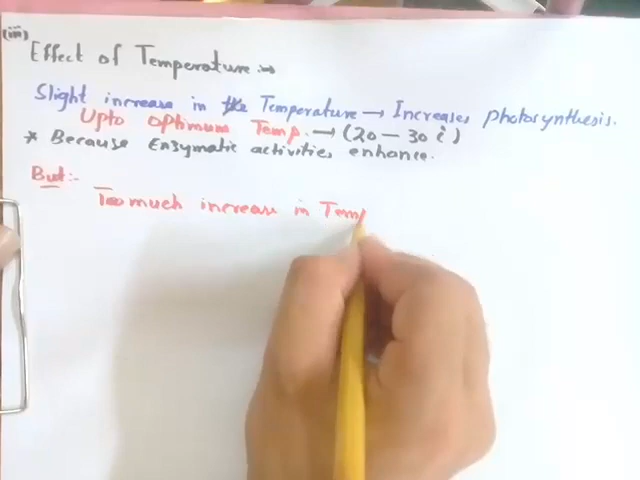 (iii)
Effect of Temperature :→
Slight increase in the Temperature → Increases photosynthesis.
Upto optimum Temp. → (20 - 30 c)
* Because Enzymatic activities enhance.
But:-
Too much increase in Temp